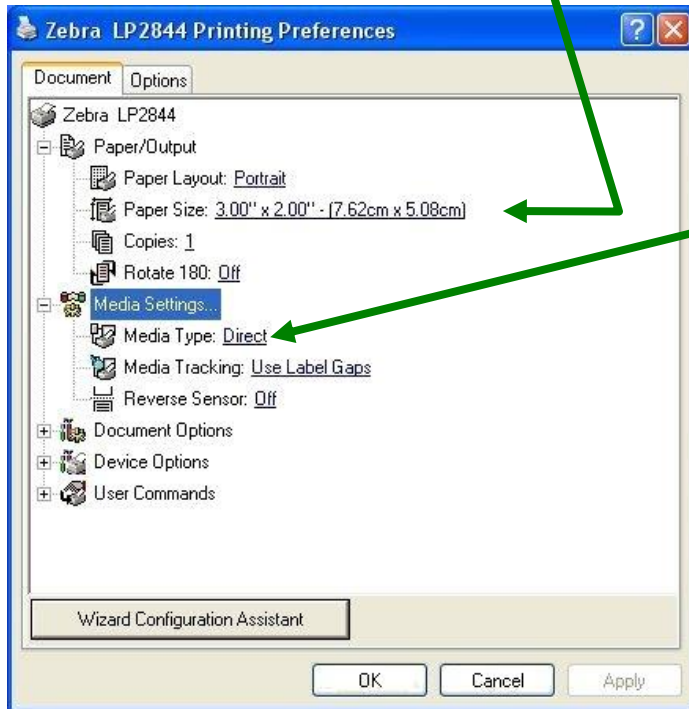 Zebra LP2844 Printing Preferences
Document Options
Zebra LP2844
Paper/Output
Paper Layout: Portrait
Paper Size: 3.00" x 2.00" - (7.62cm x 5.08cm)
Copies: 1
Rotate 180: Off
Media Settings...
Media Type: Direct
Media Tracking: Use Label Gaps
Reverse Sensor: Off
Document Options
Device Options
User Commands
Wizard Configuration Assistant
OK Cancel Apply